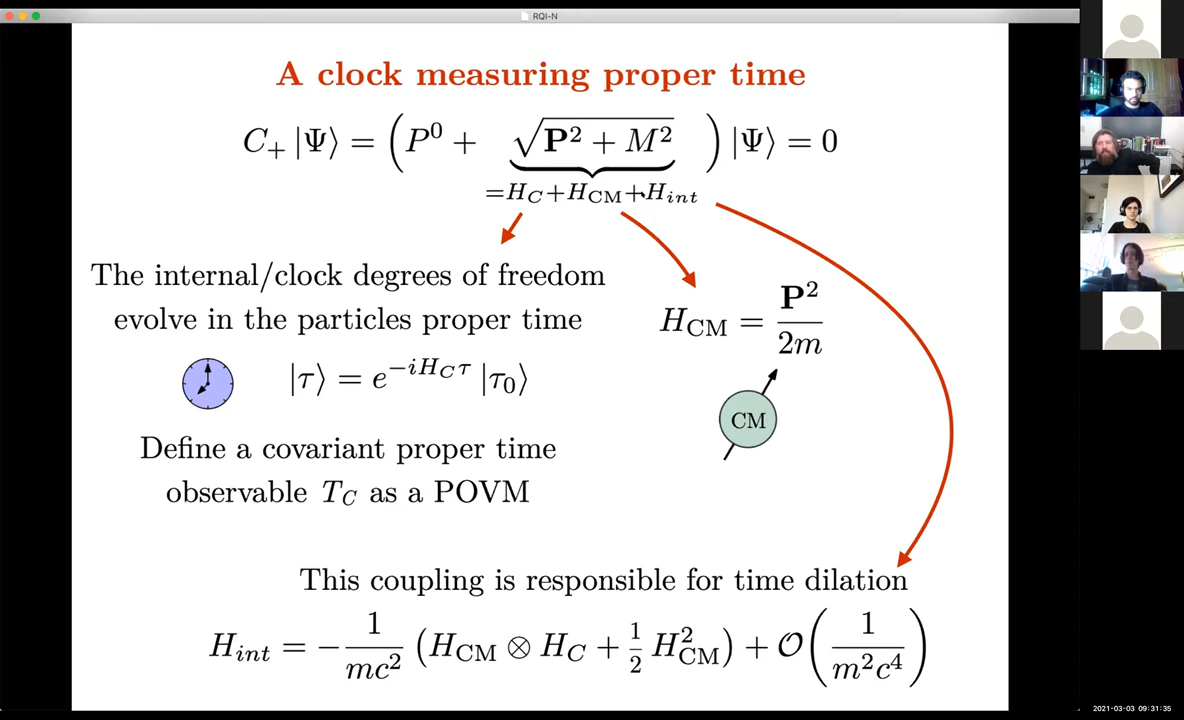 RQI-N
A clock measuring proper time
C₊ |Ψ⟩ = (P⁰ + √(𝐏² + M²)) |Ψ⟩ = 0
=H_C+H_CM+H_int
The internal/clock degrees of freedom
evolve in the particles proper time
|τ⟩ = e^{−iH_Cτ} |τ₀⟩
Define a covariant proper time
observable T_C as a POVM
H_CM = 𝐏²/2m
CM
This coupling is responsible for time dilation
H_int = −1/mc² (H_CM ⊗ H_C + ½ H²_CM) + 𝒪(1/m²c⁴)
2021-03-03 09:31:35